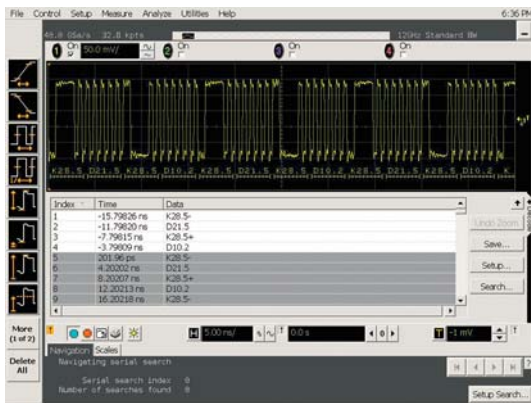 File Control Setup Measure Analyze Utilities Help 6:36 PM
40.0 GSa/s 32.8 kpts 12GHz Standard BW
1 On 50.0 mV/ 2 On 3 On 4 On
K28.5 D21.5 K28.5 D10.2 K28.5 D21.5 K28.5 D10.2 K28.5 D21.5 K28.5 D10.2 K
Index Time Data
1 -15.79826 ns K28.5-
2 -11.79820 ns D21.5
3 -7.79815 ns K28.5+
4 -3.79809 ns D10.2
5 201.96 ps K28.5-
6 4.20202 ns D21.5
7 8.20207 ns K28.5+
8 12.20213 ns D10.2
9 16.20218 ns K28.5-
Undo Zoom
Save...
Setup...
Search...
More
(1 of 2)
Delete
All
H 5.00 ns/ 0.0 s 0 T -1 mV
Navigation Scales
Navigating serial search
Serial search index 0
Number of searches found 0
Setup Search...